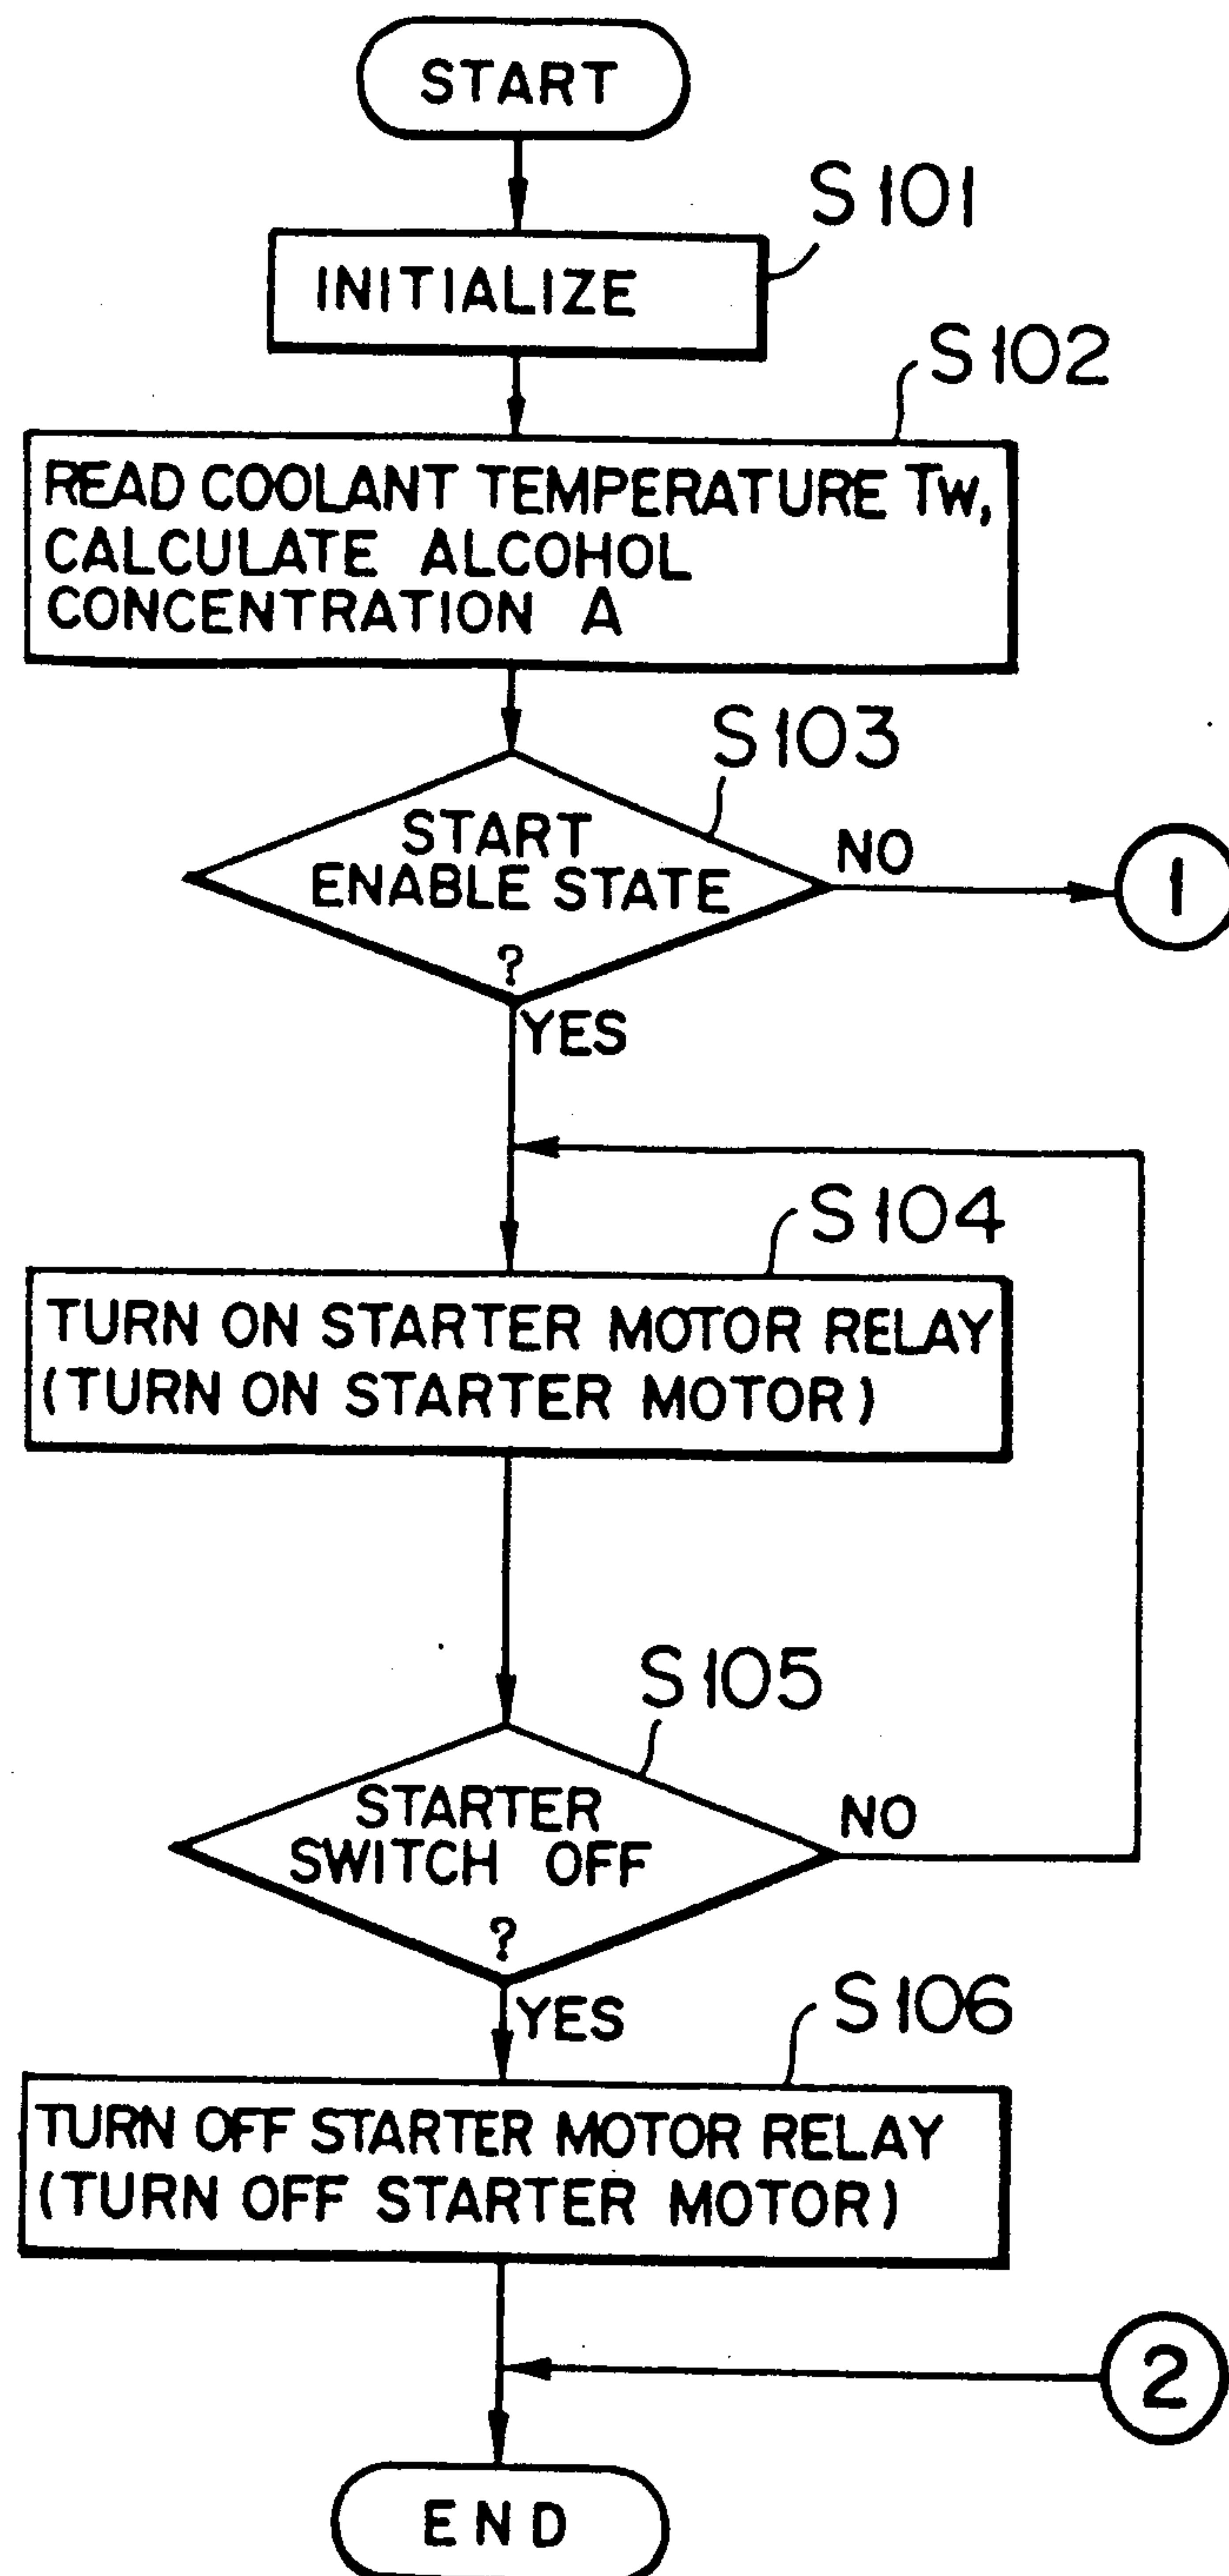 START
S101
INITIALIZE
S102
READ COOLANT TEMPERATURE Tw,
CALCULATE ALCOHOL
CONCENTRATION A
S103
START
ENABLE STATE
?
NO
1
YES
S104
TURN ON STARTER MOTOR RELAY
(TURN ON STARTER MOTOR)
S105
STARTER
SWITCH OFF
?
NO
YES
S106
TURN OFF STARTER MOTOR RELAY
(TURN OFF STARTER MOTOR)
2
END